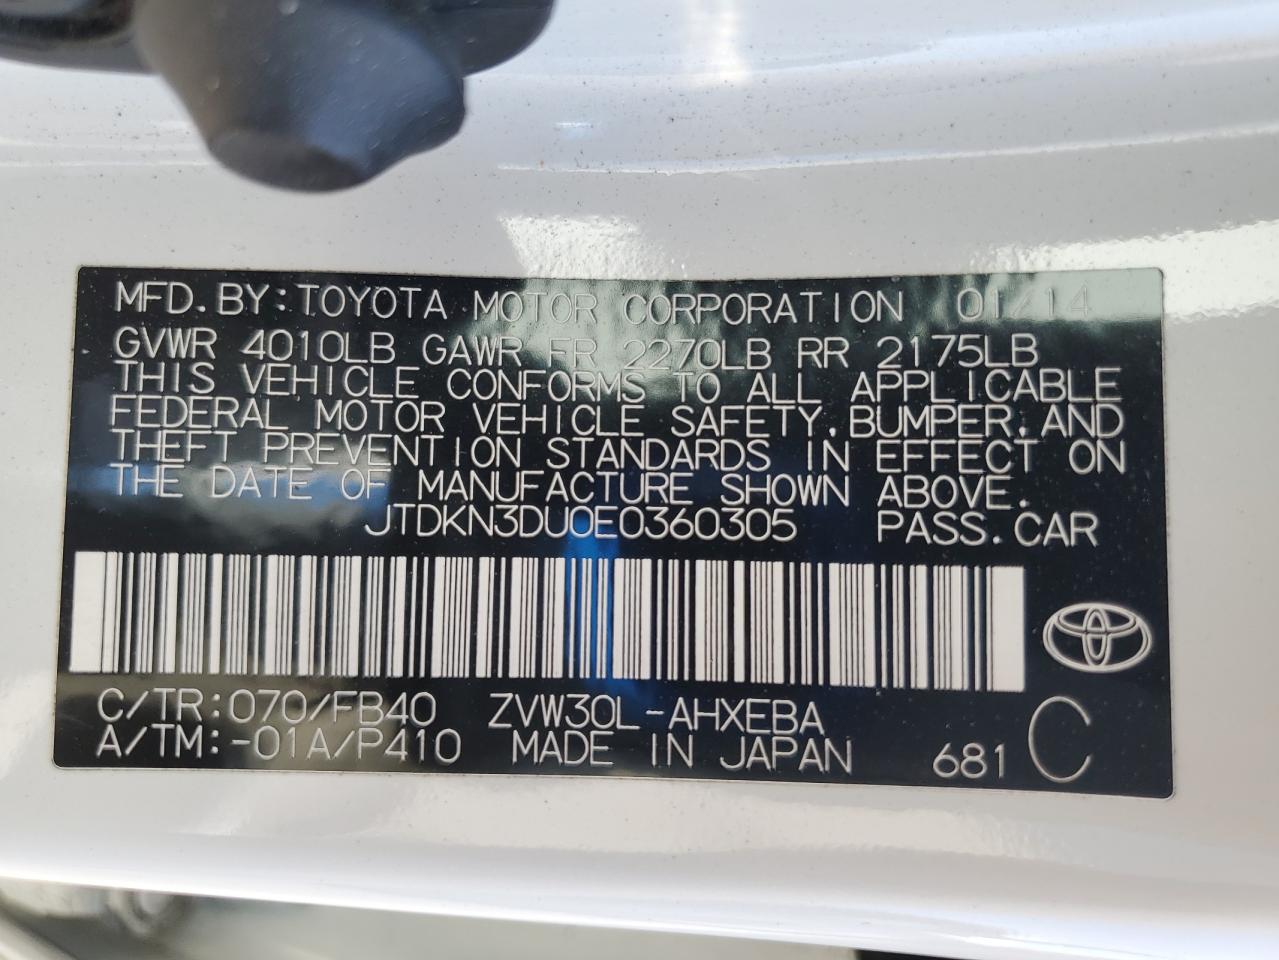 MFD.BY:TOYOTA MOTOR CORPORATION 01/14
GVWR 4010LB GAWR FR 2270LB RR 2175LB
THIS VEHICLE CONFORMS TO ALL APPLICABLE
FEDERAL MOTOR VEHICLE SAFETY,BUMPER,AND
THEFT PREVENTION STANDARDS IN EFFECT ON
THE DATE OF MANUFACTURE SHOWN ABOVE.
JTDKN3DU0E0360305 PASS.CAR
C/TR:070/FB40 ZVW30L-AHXEBA
A/TM:-01A/P410 MADE IN JAPAN 681 C